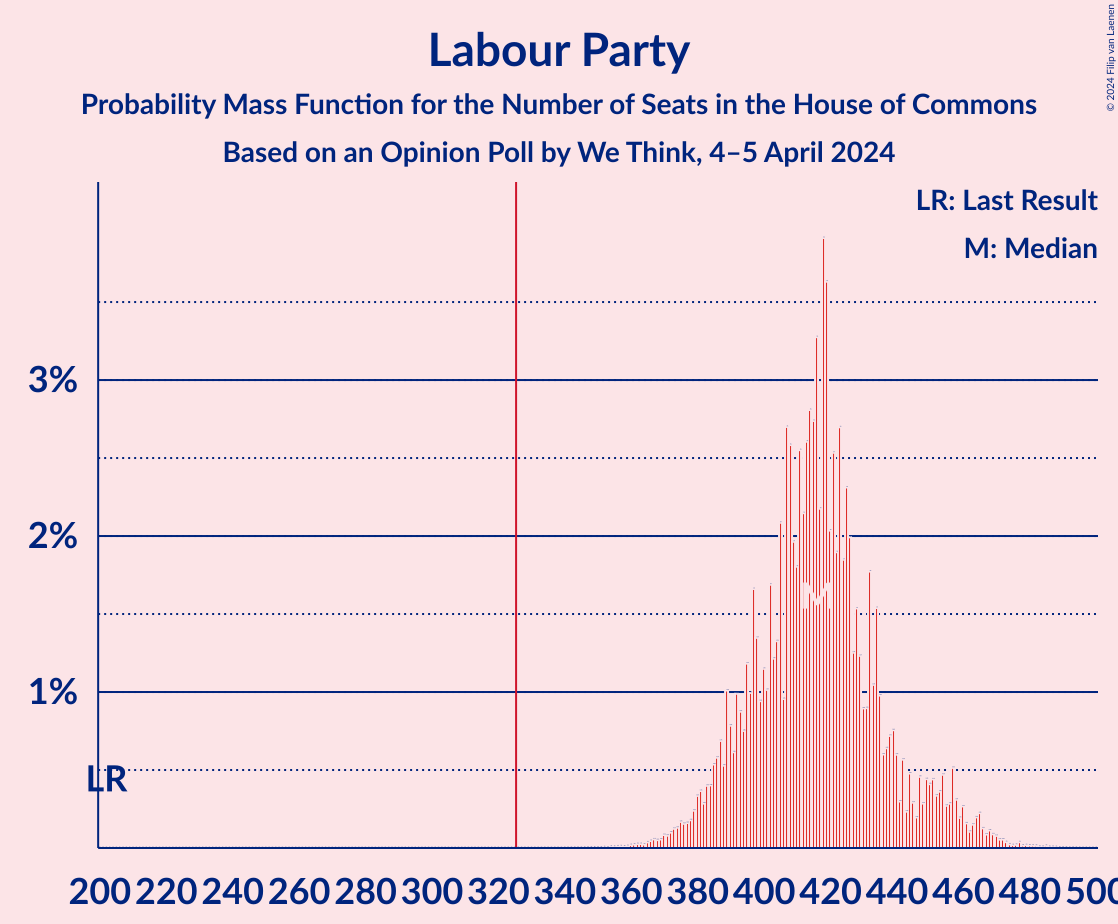 Labour Party
Probability Mass Function for the Number of Seats in the House of Commons
Based on an Opinion Poll by We Think, 4–5 April 2024
© 2024 Filip van Laenen
LR: Last Result
M: Median
3%
2%
1%
M
LR
200 220 240 260 280 300 320 340 360 380 400 420 440 460 480 500